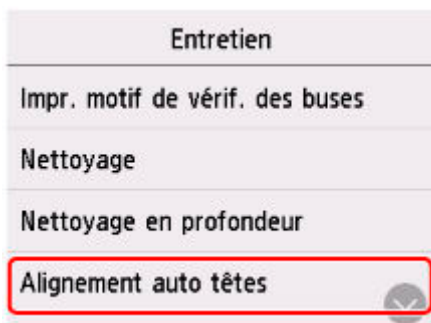 Entretien
Impr. motif de vérif. des buses
Nettoyage
Nettoyage en profondeur
Alignement auto têtes